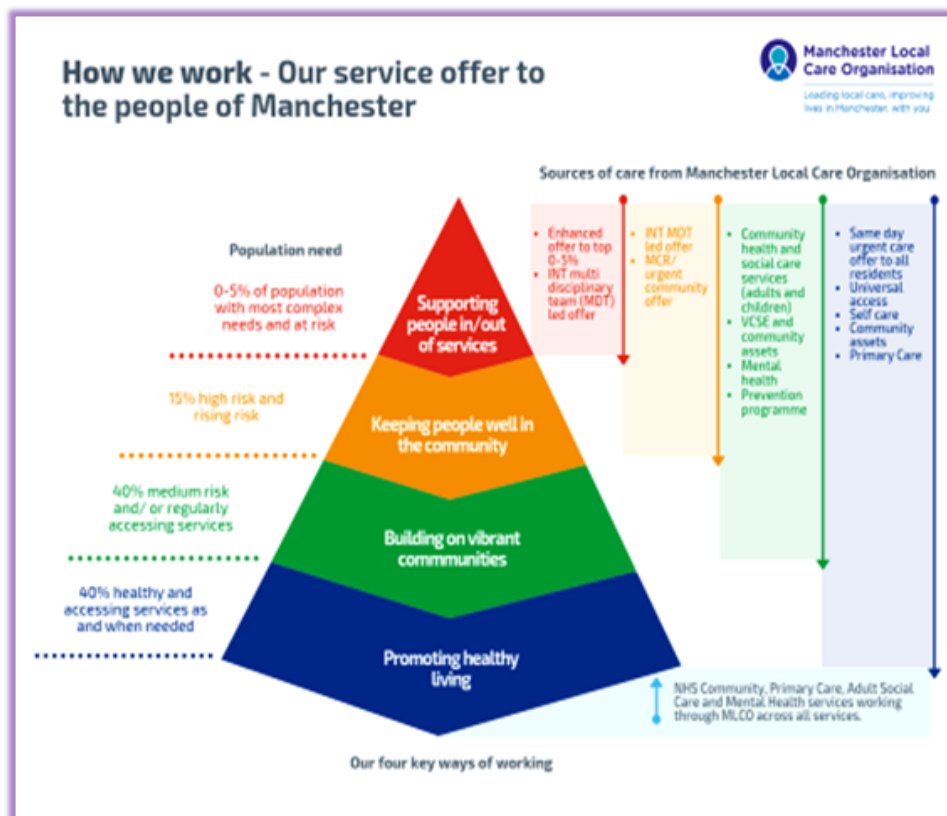 How we work - Our service offer to
the people of Manchester
Manchester Local
Care Organisation
Leading local care, improving
lives in Manchester, with you
Sources of care from Manchester Local Care Organisation
Population need
0-5% of population
with most complex
needs and at risk
15% high risk and
rising risk
40% medium risk
and/ or regularly
accessing services
40% healthy and
accessing services as
and when needed
Supporting
people in/out
of services
Keeping people well in
the community
Building on vibrant
commmunities
Promoting healthy
living
• Enhanced
offer to top
0-5%
• INT multi
disciplinary
team (MDT)
led offer
• INT MDT
led offer
• MCR/
urgent
community
offer
• Community
health and
social care
services
(adults and
children)
• VCSE and
community
assets
• Mental
health
• Prevention
programme
• Same day
urgent care
offer to all
residents
• Universal
access
• Self care
• Community
assets
• Primary Care
NHS Community, Primary Care, Adult Social
Care and Mental Health services working
through MLCO across all services.
Our four key ways of working